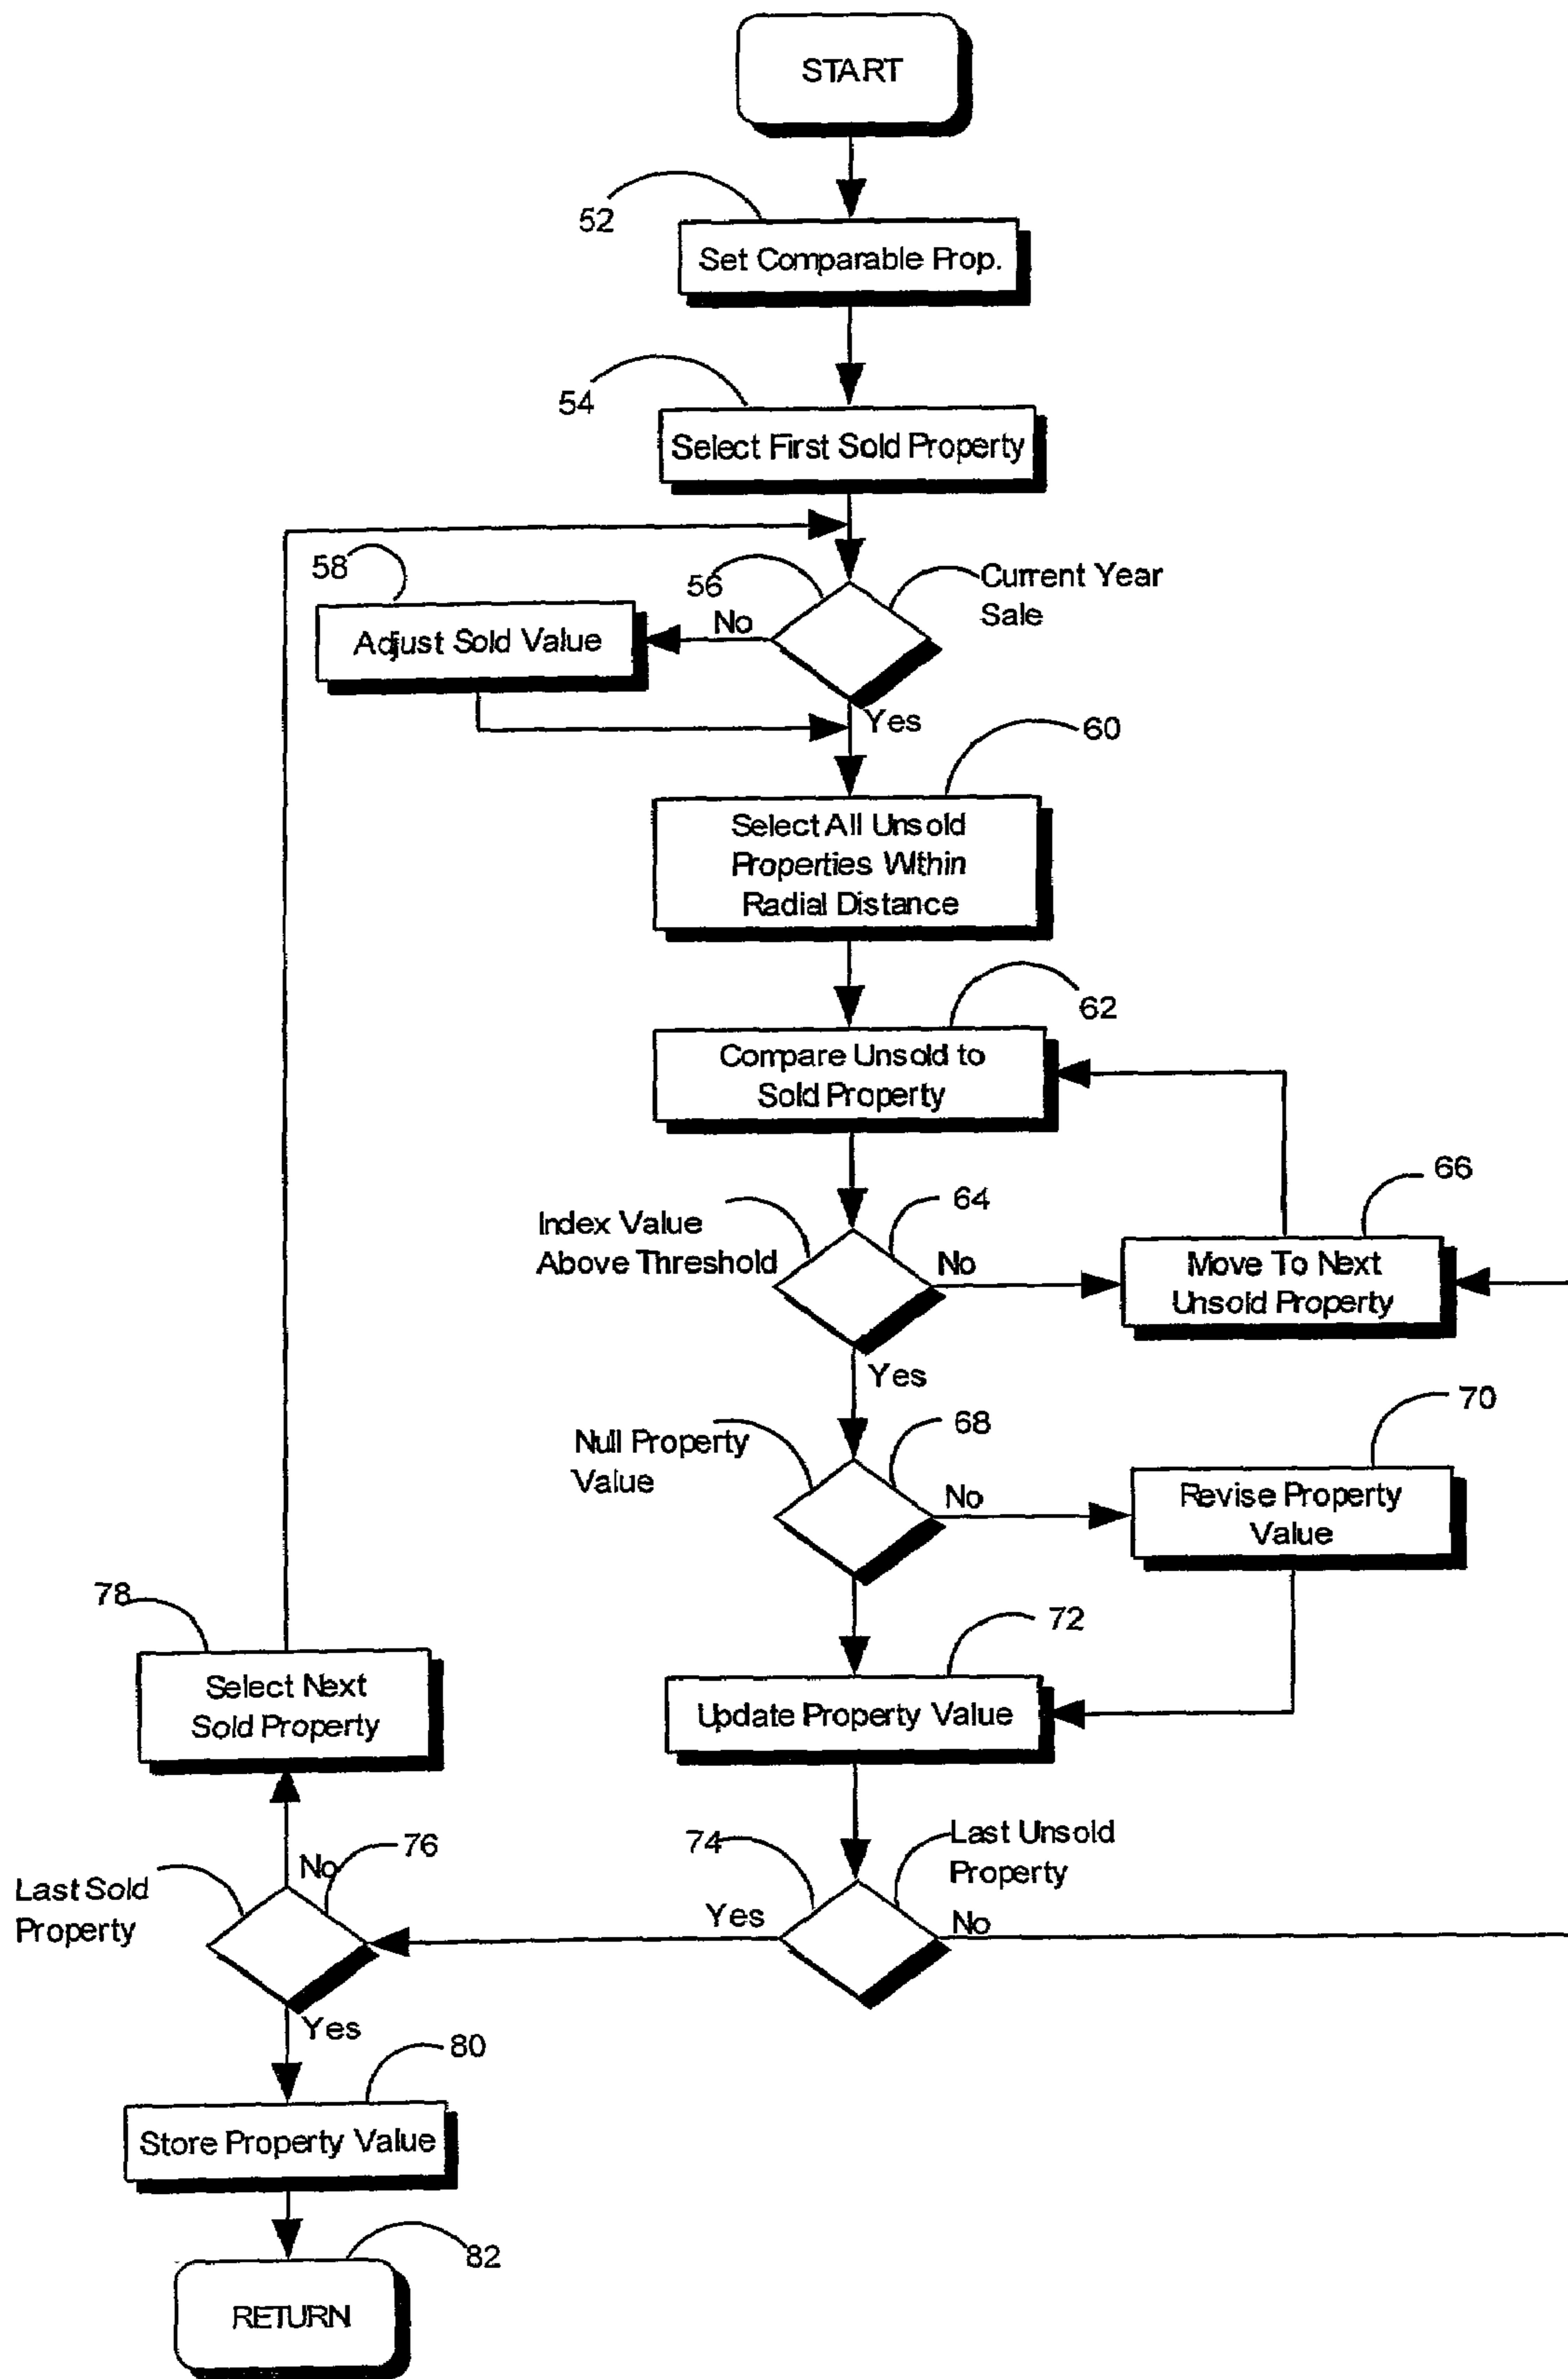 START
52
Set Comparable Prop.
54
Select First Sold Property
58
56
Current Year
Sale
Adjust Sold Value
No
Yes
60
Select All Unsold
Properties Within
Radial Distance
62
Compare Unsold to
Sold Property
66
64
Index Value
Above Threshold
No
Move To Next
Unsold Property
Yes
70
68
Null Property
Value
No
Revise Property
Value
78
72
Select Next
Sold Property
Update Property Value
74
Last Unsold
Property
76
No
Last Sold
Property
Yes
No
Yes
80
Store Property Value
82
RETURN